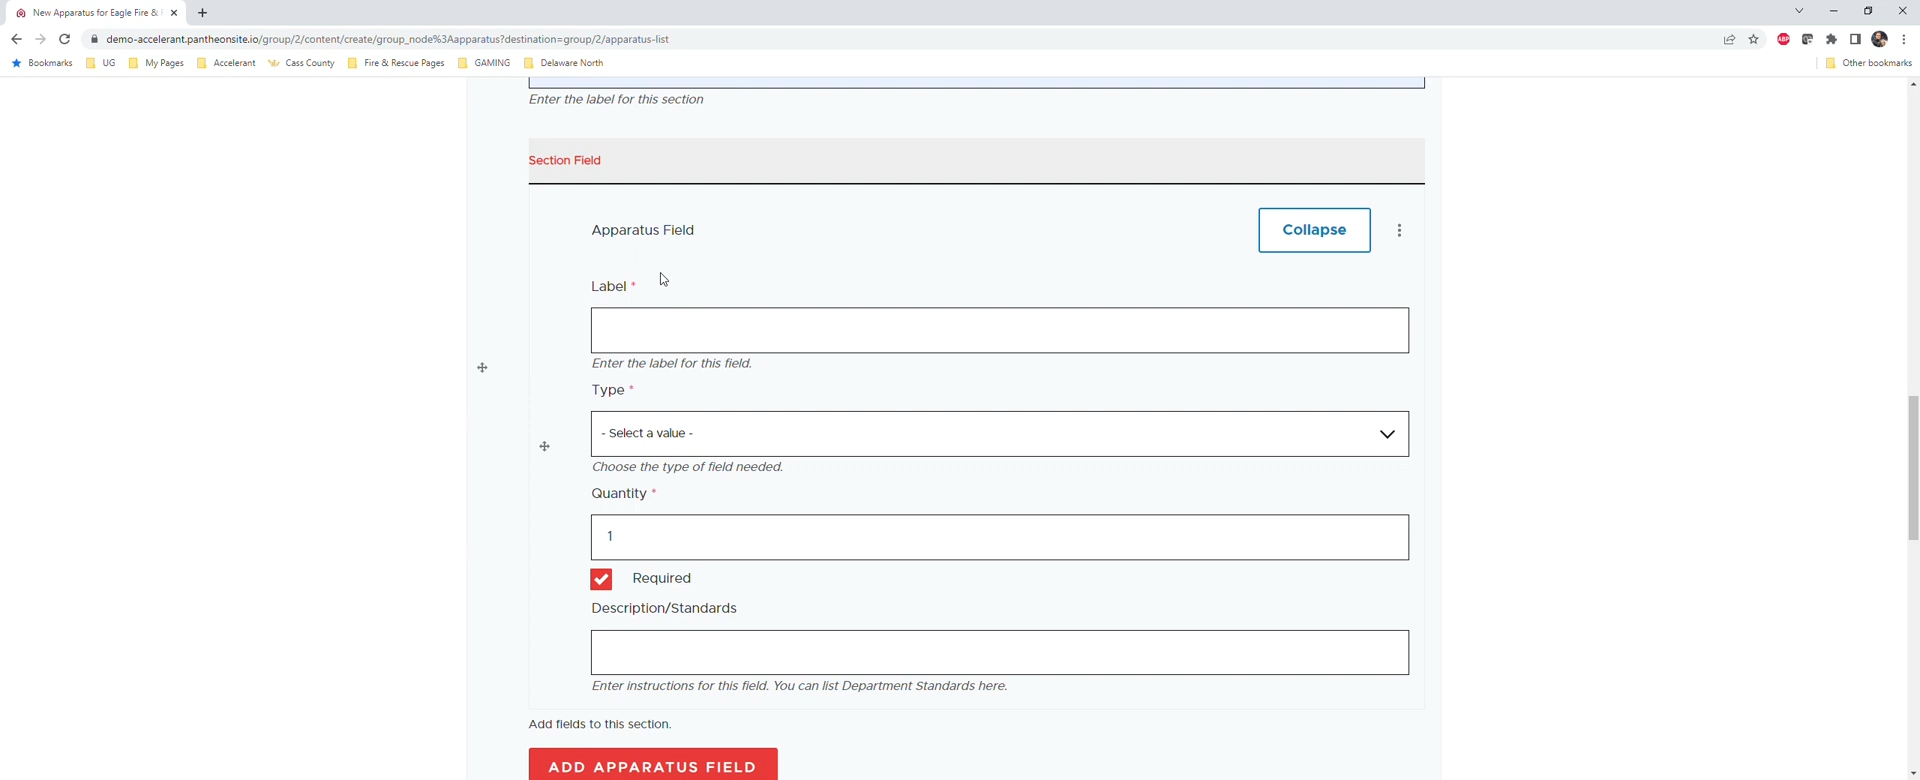 New Apparatus for Eagle Fire &
demo-accelerant.pantheonsite.io/group/2/content/create/group_node%3Aapparatus?destination=group/2/apparatus-list
ABP
Bookmarks UG My Pages Accelerant Cass County Fire & Rescue Pages GAMING Delaware North Other bookmarks
Enter the label for this section
Section Field
Apparatus Field
Collapse
Label *
Enter the label for this field.
Type *
- Select a value -
Choose the type of field needed.
Quantity *
1
Required
Description/Standards
Enter instructions for this field. You can list Department Standards here.
Add fields to this section.
ADD APPARATUS FIELD